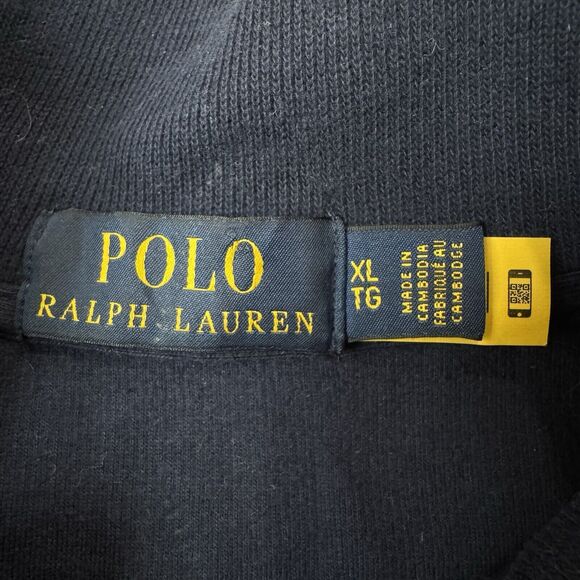 POLO
RALPH LAUREN
XL
TG
MADE IN
CAMBODIA
FABRIQUÉ AU
CAMBODGE